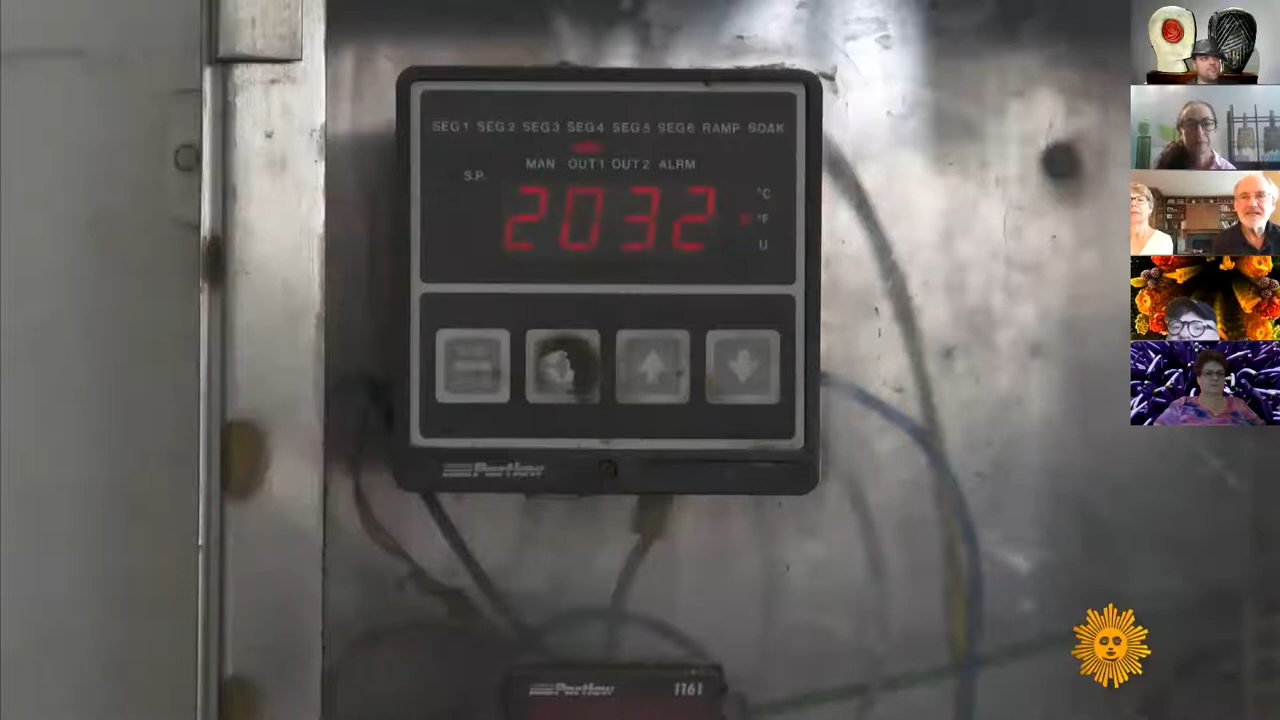 SEG1 SEG2 SEG3 SEG4 SEG5 SEG6 RAMP SOAK
MAN OUT1 OUT2 ALRM
S.P.
2032
°C
°F
U
Partlow
Partlow 1161